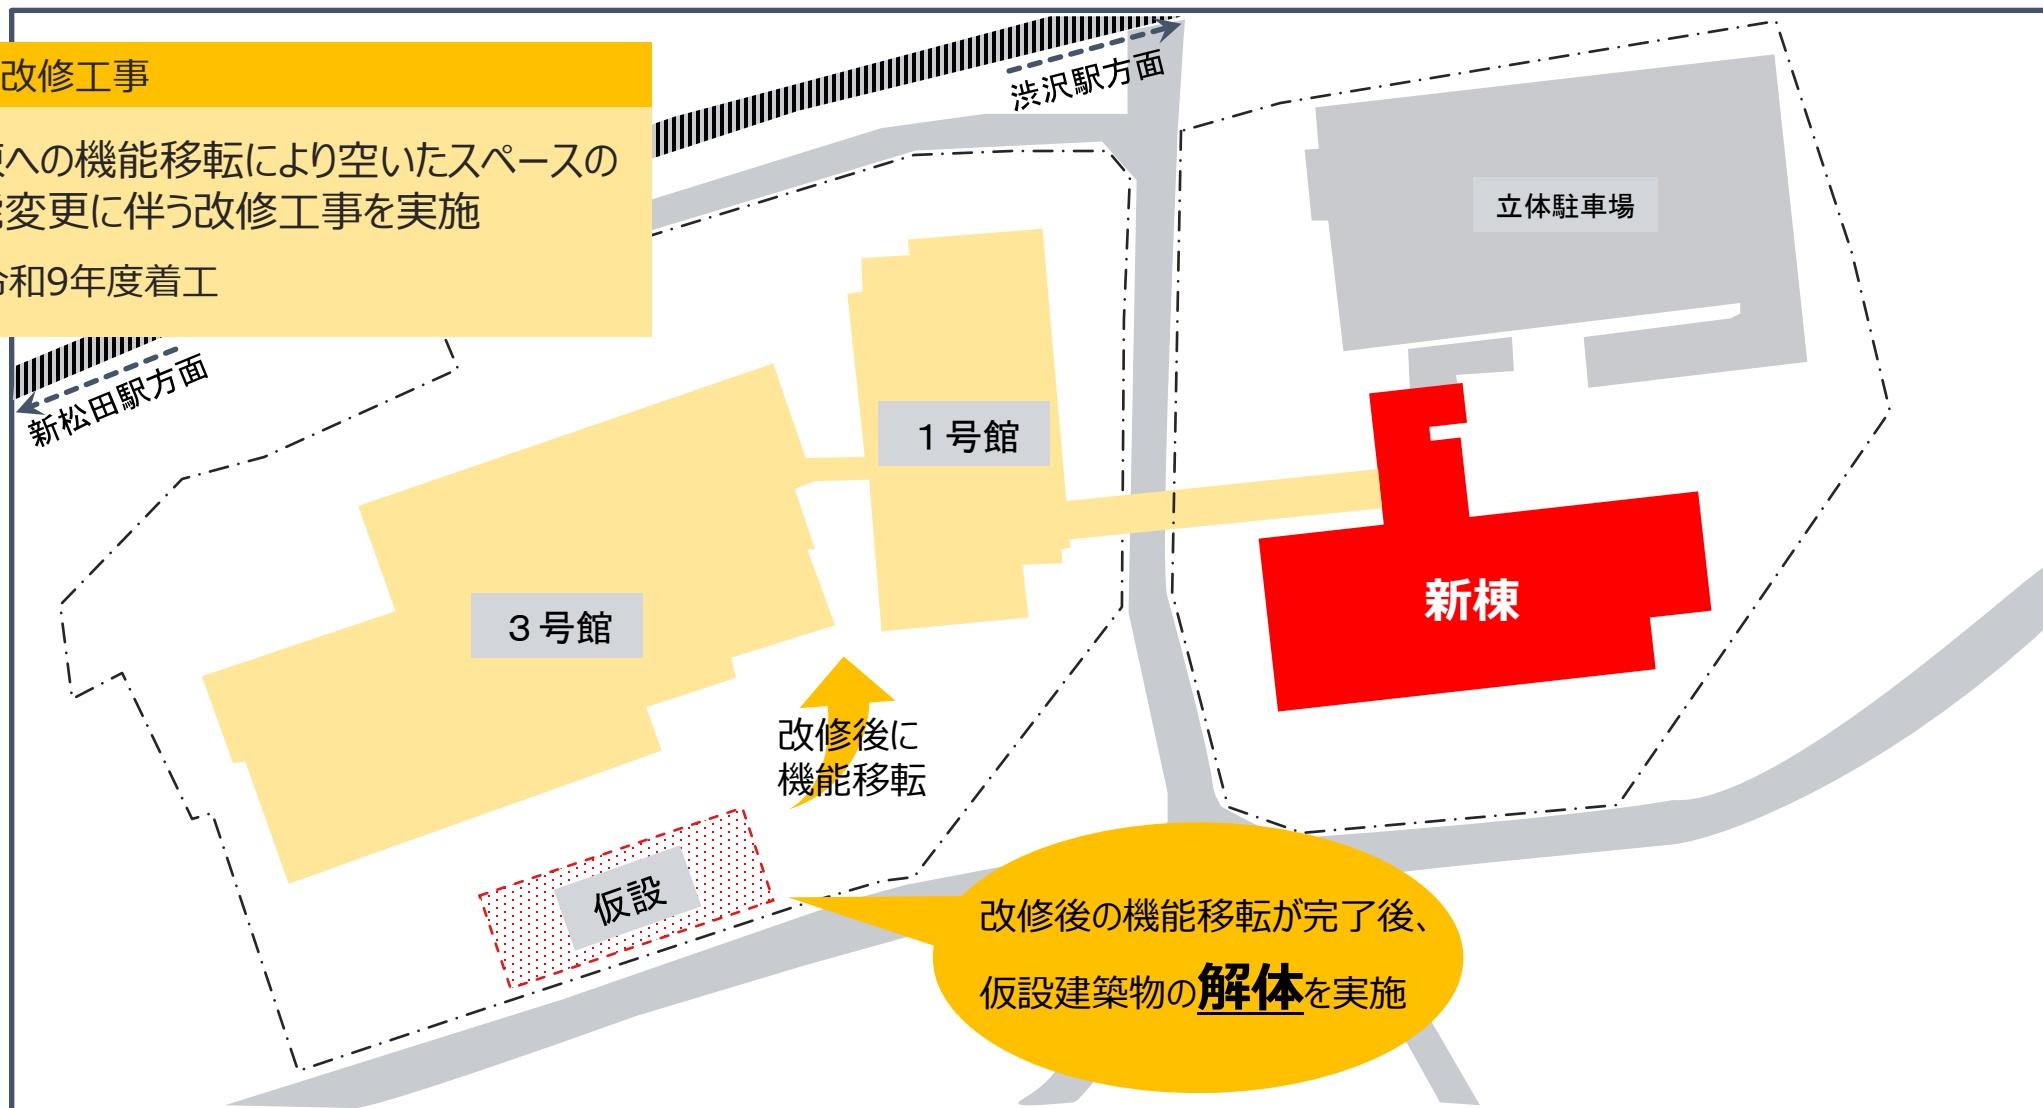 改修工事
への機能移転により空いたスペースの
変更に伴う改修工事を実施
令和9年度着工
渋沢駅方面
新松田駅方面
立体駐車場
１号館
３号館
新棟
改修後に
機能移転
仮設
改修後の機能移転が完了後、
仮設建築物の解体を実施